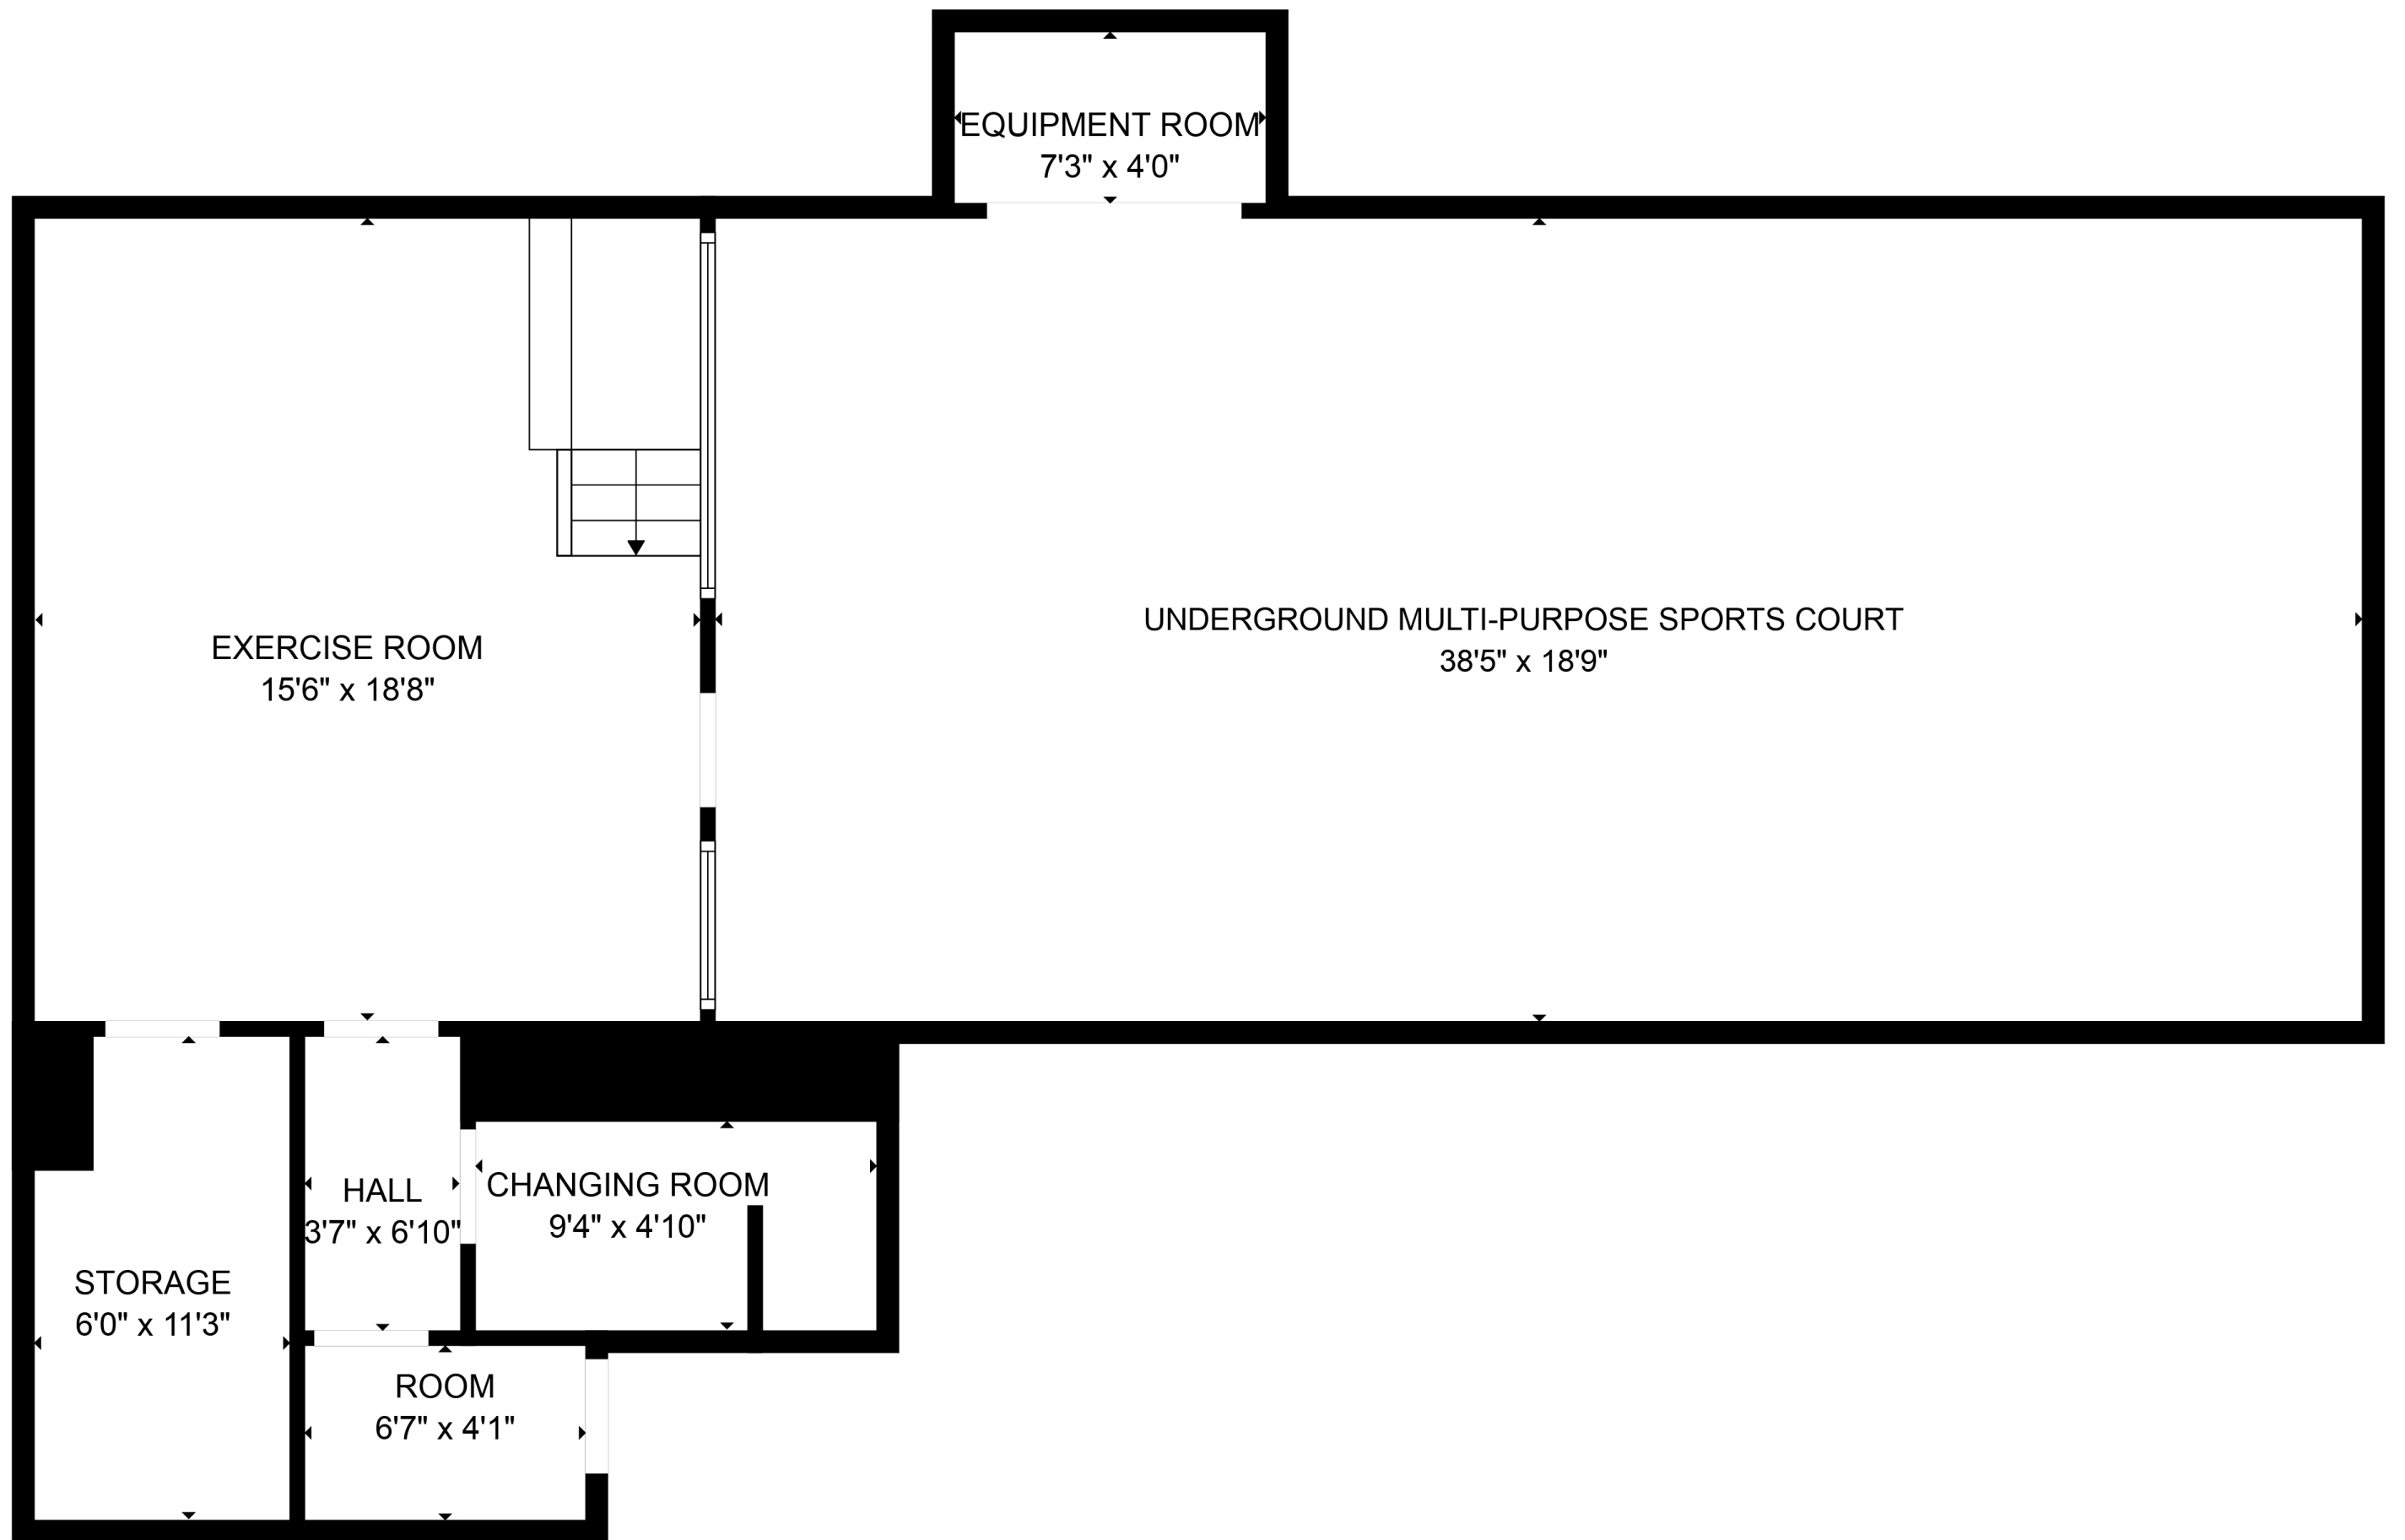 EQUIPMENT ROOM
7'3" x 4'0"
UNDERGROUND MULTI-PURPOSE SPORTS COURT
38'5" x 18'9"
EXERCISE ROOM
15'6" x 18'8"
CHANGING ROOM
9'4" x 4'10"
HALL
3'7" x 6'10"
STORAGE
6'0" x 11'3"
ROOM
6'7" x 4'1"